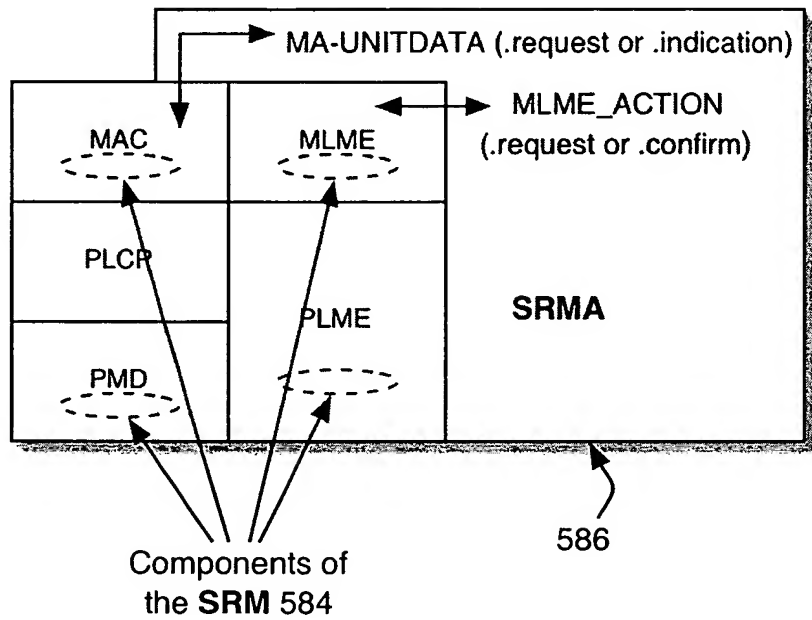 MA-UNITDATA (.request or .indication)
MLME_ACTION
(.request or .confirm)
MAC
MLME
PLCP
PLME
SRMA
PMD
586
Components of
the SRM 584